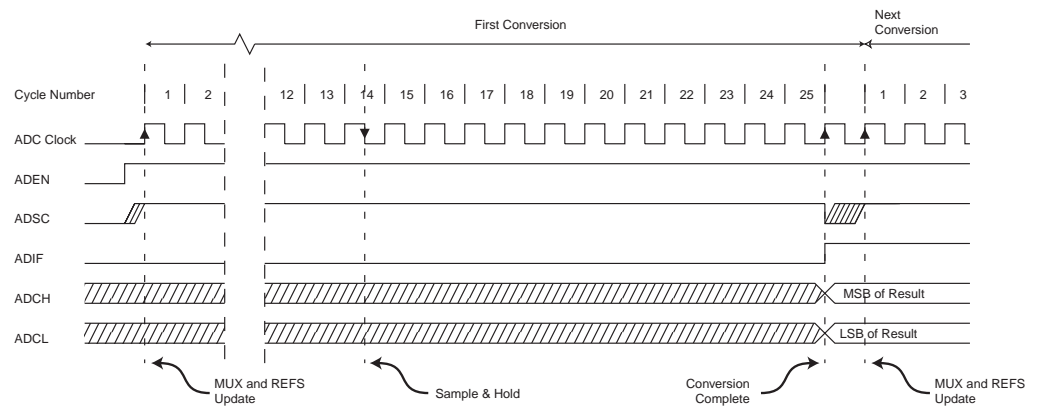 First Conversion
Next
Conversion
Cycle Number 1 2 12 13 14 15 16 17 18 19 20 21 22 23 24 25 1 2 3
ADC Clock
ADEN
ADSC
ADIF
ADCH MSB of Result
ADCL LSB of Result
MUX and REFS
Update
Sample & Hold
Conversion
Complete
MUX and REFS
Update